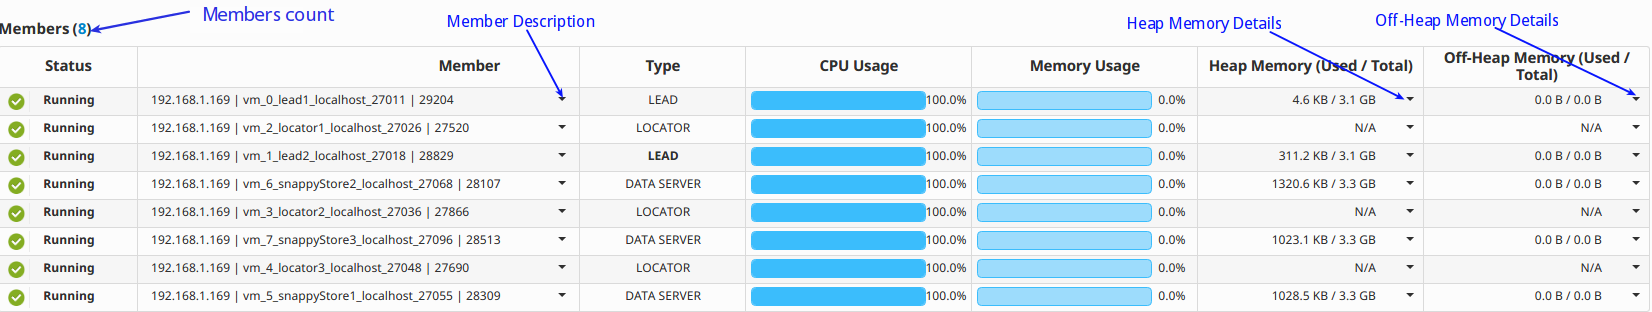 Members count
Member Description
Heap Memory Details
Off-Heap Memory Details
Members (8)
Status Member Type CPU Usage Memory Usage Heap Memory (Used / Total) Off-Heap Memory (Used /
Total)
Running 192.168.1.169 | vm_0_lead1_localhost_27011 | 29204 LEAD 100.0% 0.0% 4.6 KB / 3.1 GB 0.0 B / 0.0 B
Running 192.168.1.169 | vm_2_locator1_localhost_27026 | 27520 LOCATOR 100.0% 0.0% N/A N/A
Running 192.168.1.169 | vm_1_lead2_localhost_27018 | 28829 LEAD 100.0% 0.0% 311.2 KB / 3.1 GB 0.0 B / 0.0 B
Running 192.168.1.169 | vm_6_snappyStore2_localhost_27068 | 28107 DATA SERVER 100.0% 0.0% 1320.6 KB / 3.3 GB 0.0 B / 0.0 B
Running 192.168.1.169 | vm_3_locator2_localhost_27036 | 27866 LOCATOR 100.0% 0.0% N/A N/A
Running 192.168.1.169 | vm_7_snappyStore3_localhost_27096 | 28513 DATA SERVER 100.0% 0.0% 1023.1 KB / 3.3 GB 0.0 B / 0.0 B
Running 192.168.1.169 | vm_4_locator3_localhost_27048 | 27690 LOCATOR 100.0% 0.0% N/A N/A
Running 192.168.1.169 | vm_5_snappyStore1_localhost_27055 | 28309 DATA SERVER 100.0% 0.0% 1028.5 KB / 3.3 GB 0.0 B / 0.0 B